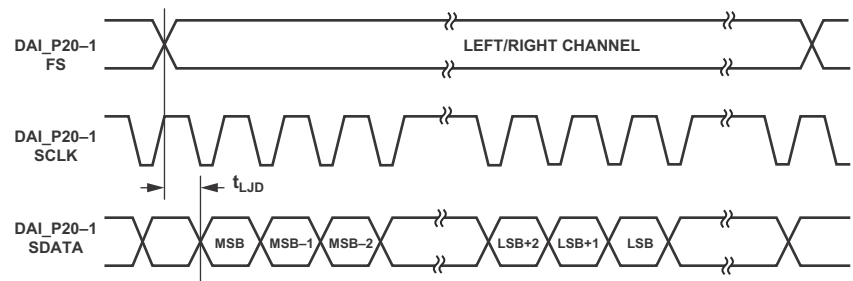 DAI_P20–1
FS
LEFT/RIGHT CHANNEL
DAI_P20–1
SCLK
tLJD
DAI_P20–1
SDATA
MSB
MSB–1
MSB–2
LSB+2
LSB+1
LSB